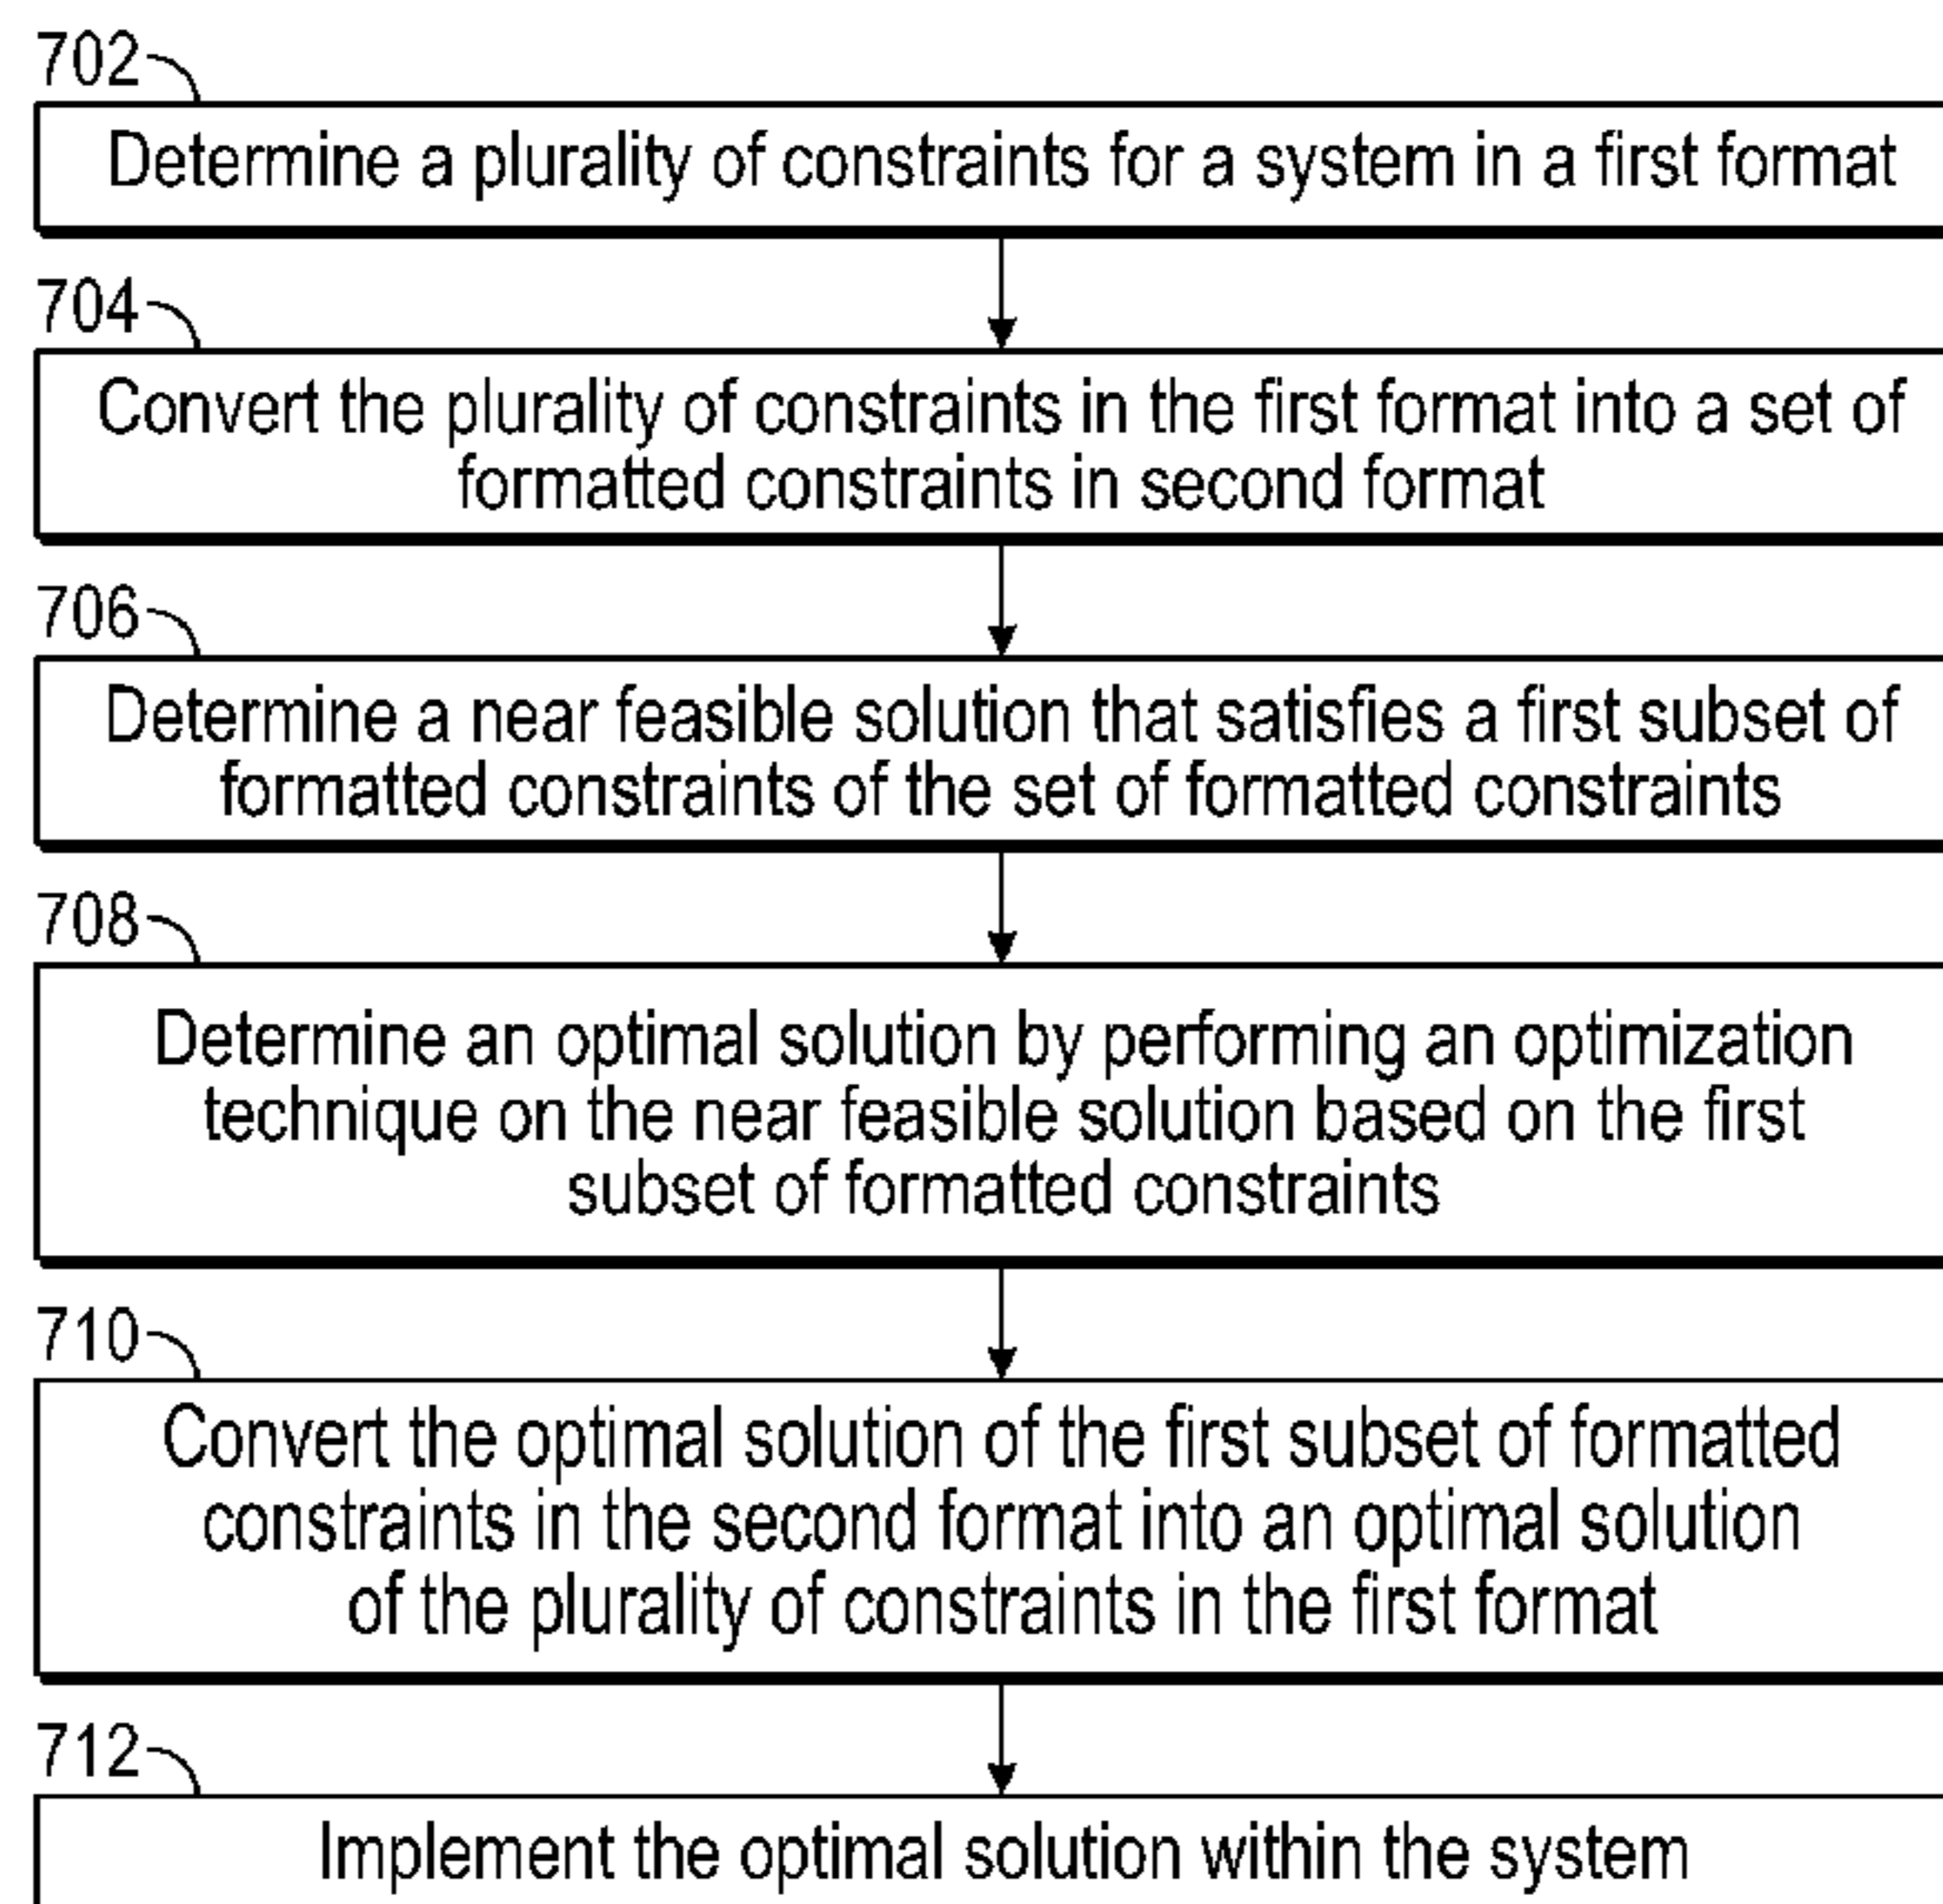 702
Determine a plurality of constraints for a system in a first format
704
Convert the plurality of constraints in the first format into a set of
formatted constraints in second format
706
Determine a near feasible solution that satisfies a first subset of
formatted constraints of the set of formatted constraints
708
Determine an optimal solution by performing an optimization
technique on the near feasible solution based on the first
subset of formatted constraints
710
Convert the optimal solution of the first subset of formatted
constraints in the second format into an optimal solution
of the plurality of constraints in the first format
712
Implement the optimal solution within the system